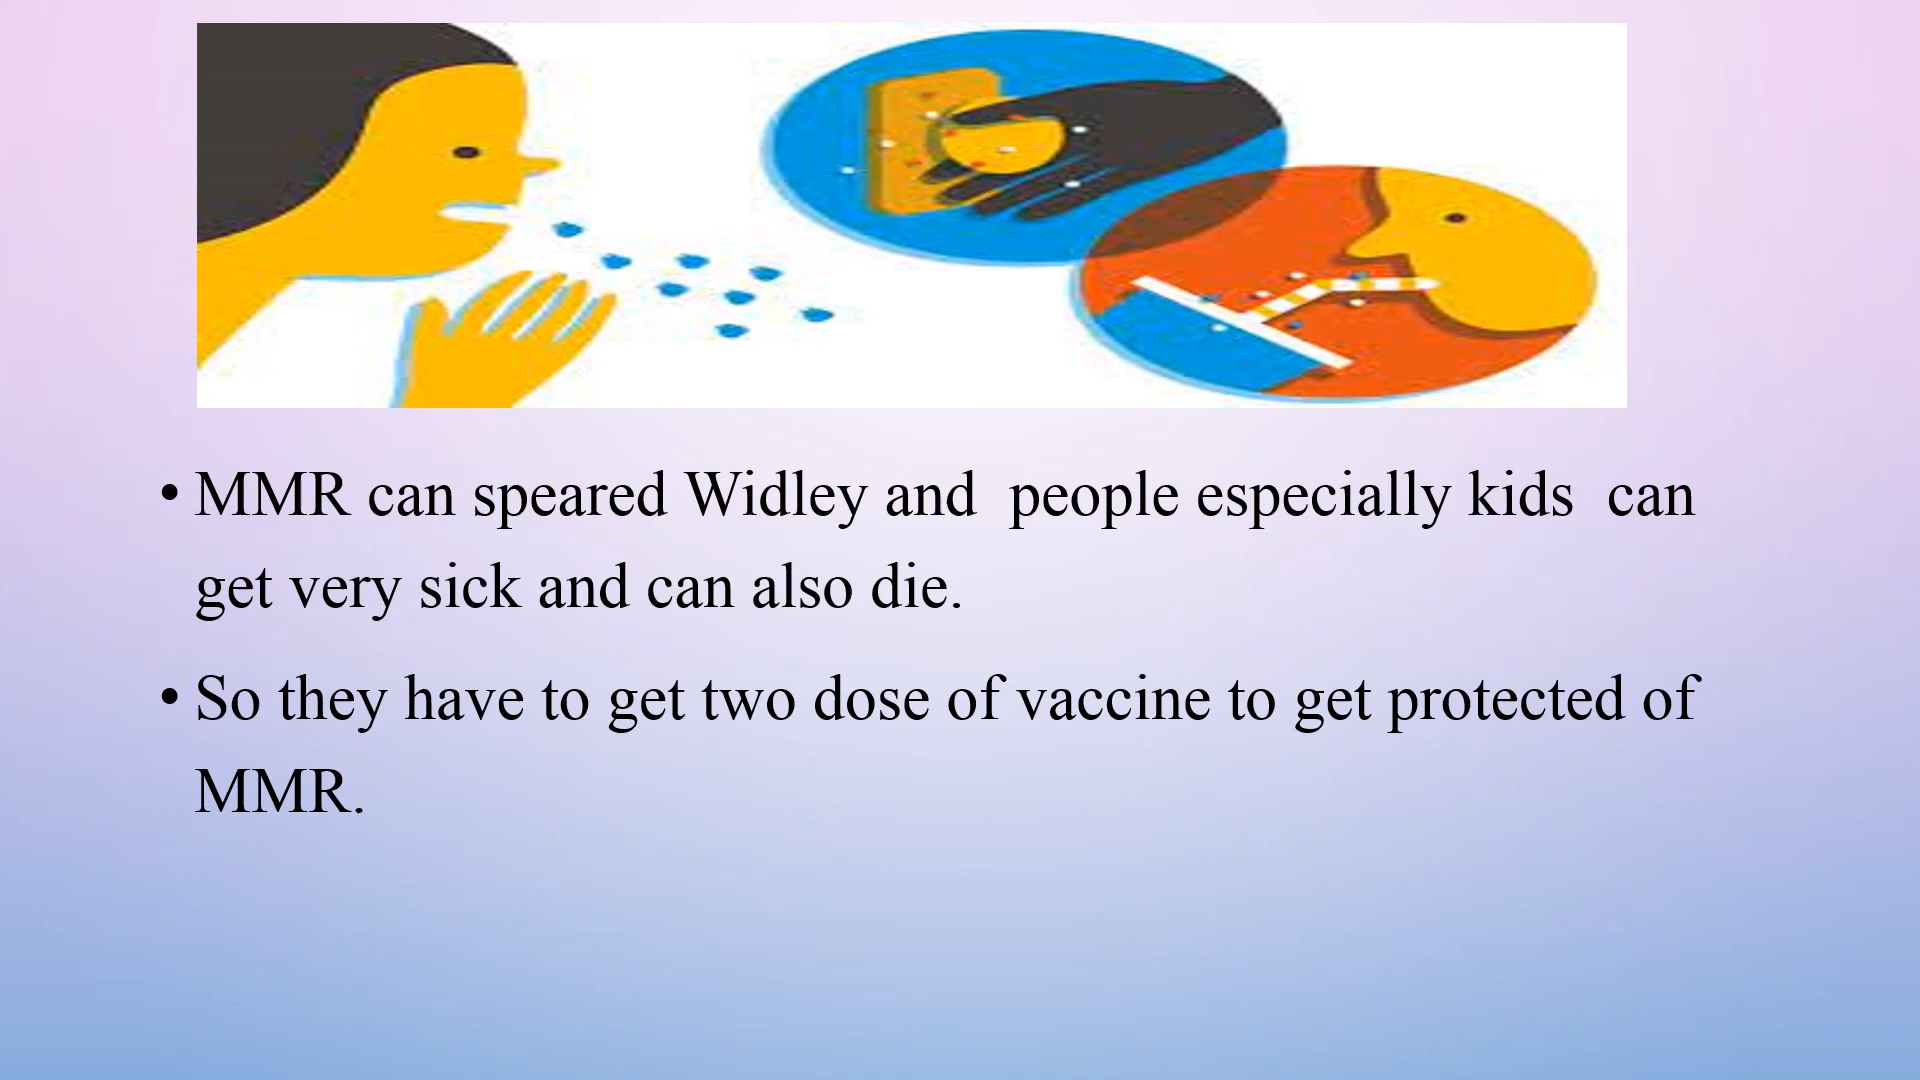 • MMR can speared Widley and  people especially kids  can
get very sick and can also die.
• So they have to get two dose of vaccine to get protected of
MMR.